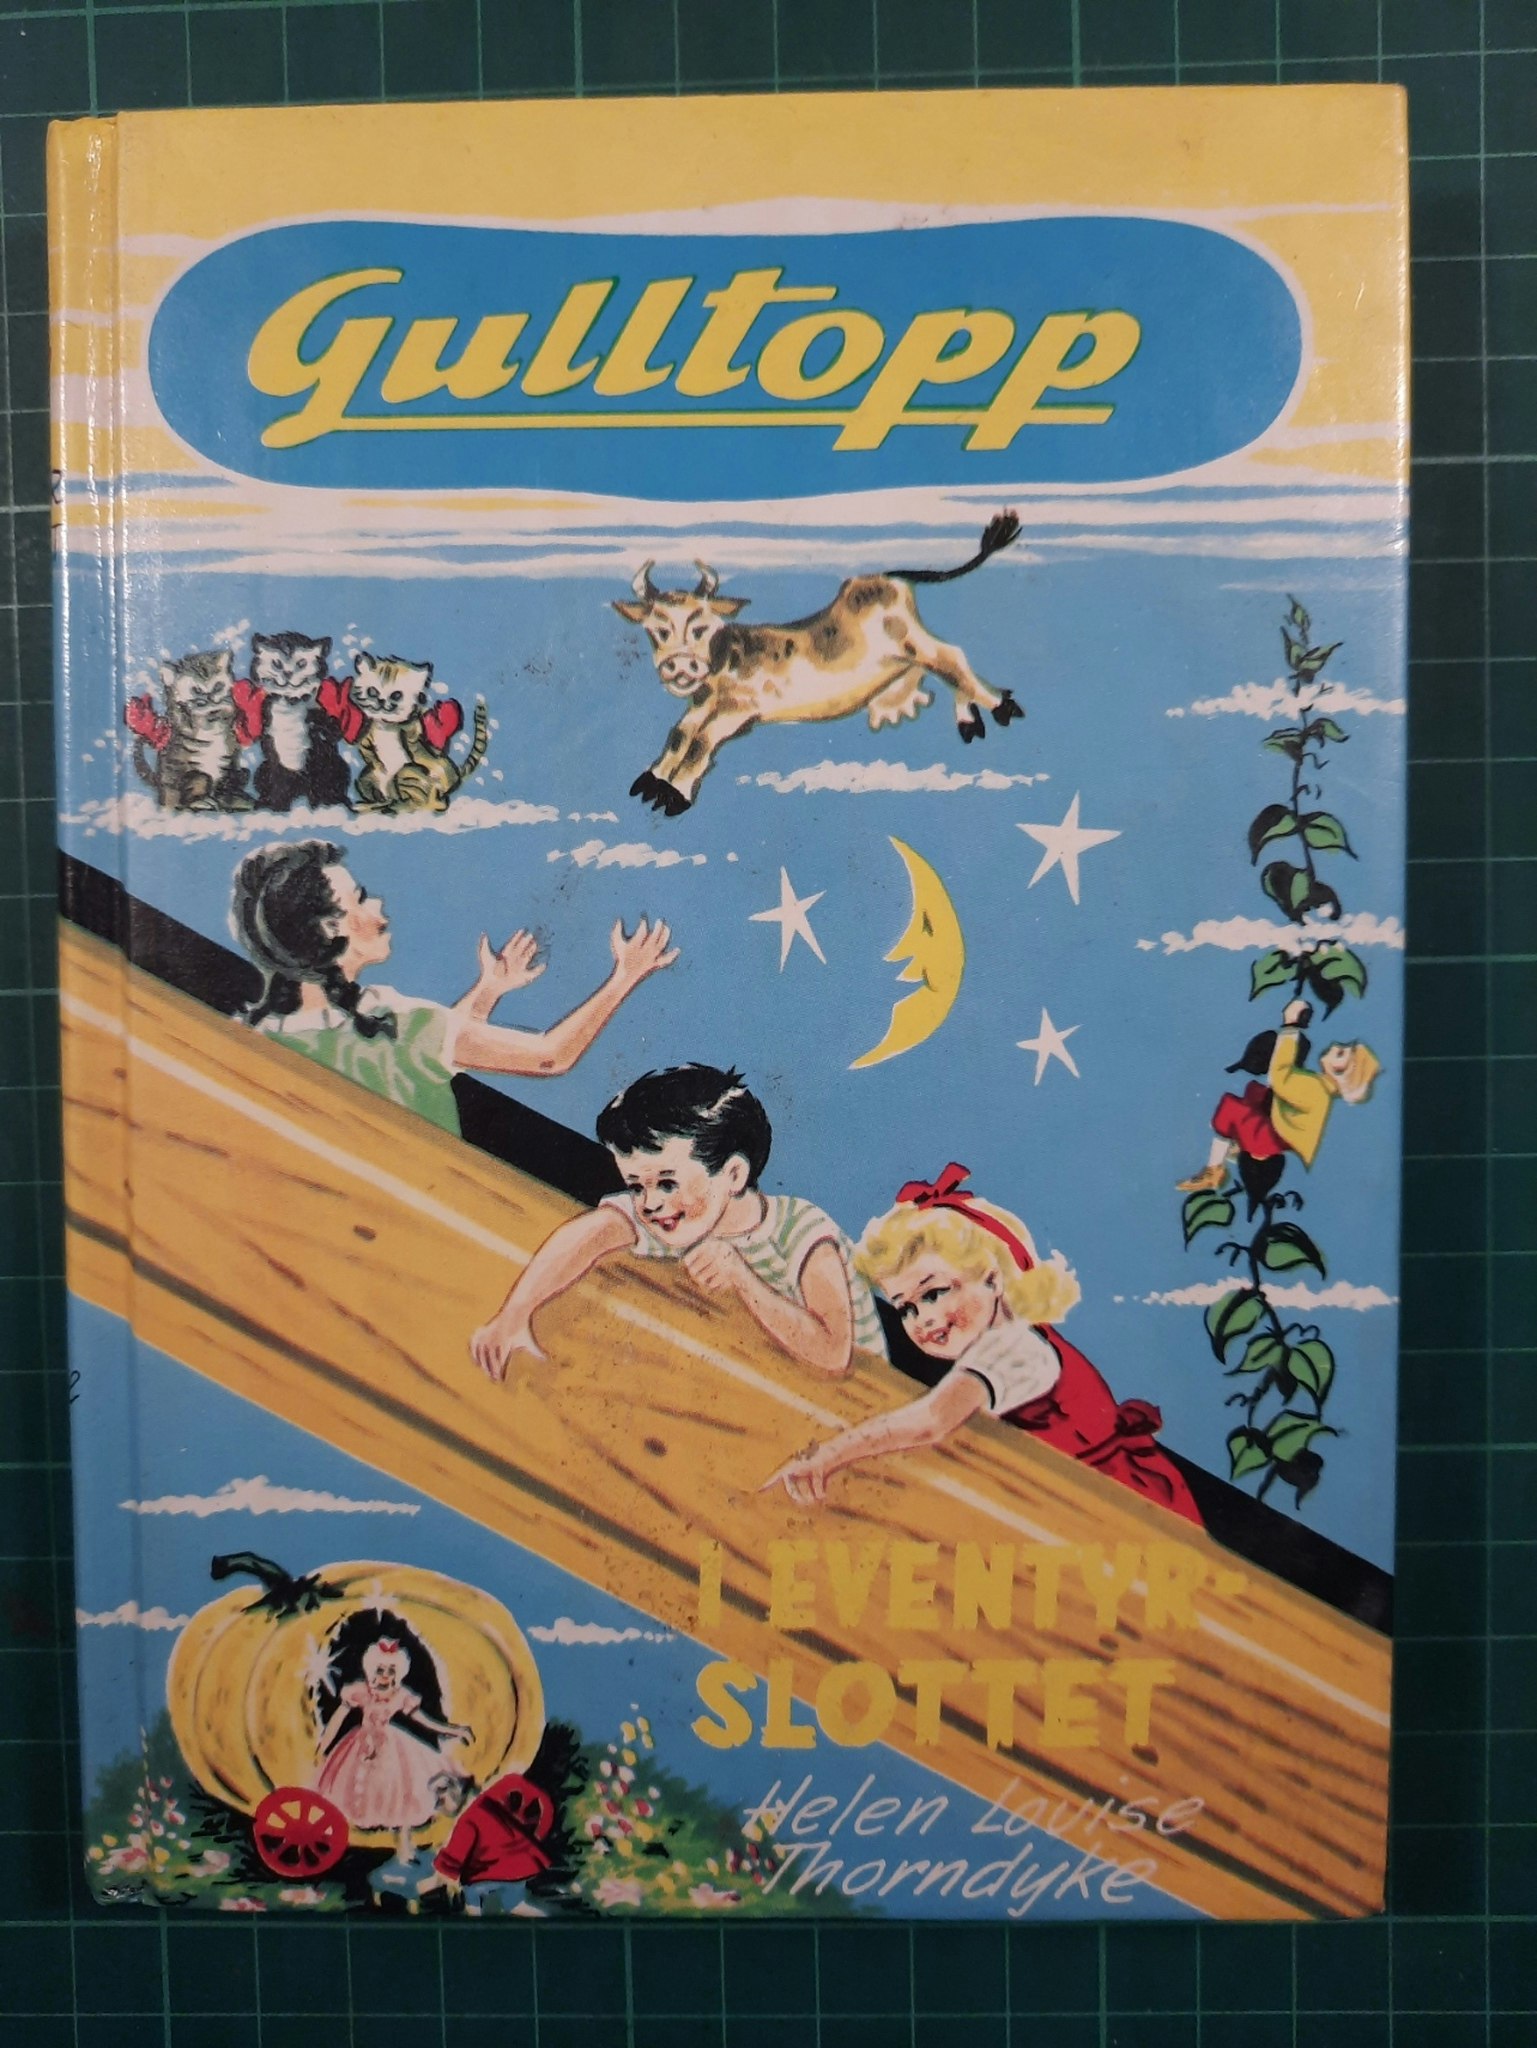 Gulltopp
I EVENTYR-
SLOTTET
Helen Louise
Thorndyke